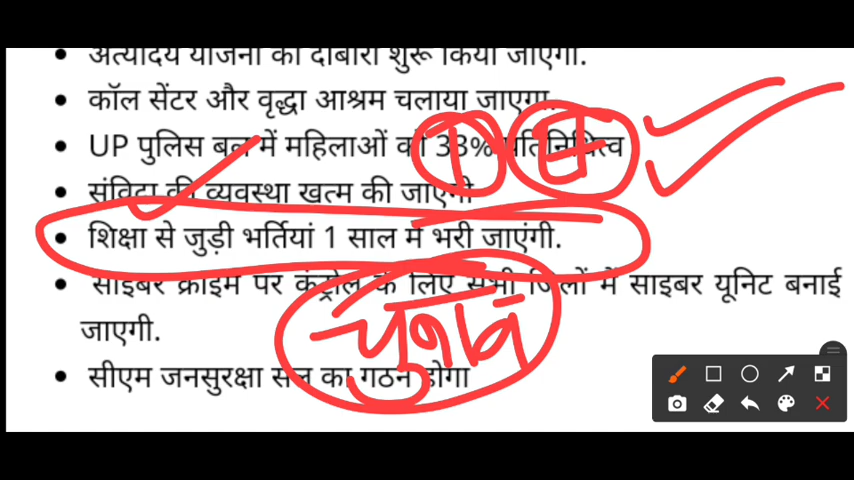 अंत्योदय योजना को दोबारा शुरू किया जाएगा.
कॉल सेंटर और वृद्धा आश्रम चलाया जाएगा.
UP पुलिस बल में महिलाओं को 33% प्रतिनिधित्व
संविदा की व्यवस्था खत्म की जाएगी
शिक्षा से जुड़ी भर्तियां 1 साल में भरी जाएंगी.
साइबर क्राइम पर कंट्रोल के लिए सभी जिलों में साइबर यूनिट बनाई
जाएगी.
चुनाव
सीएम जनसुरक्षा सेल का गठन होगा